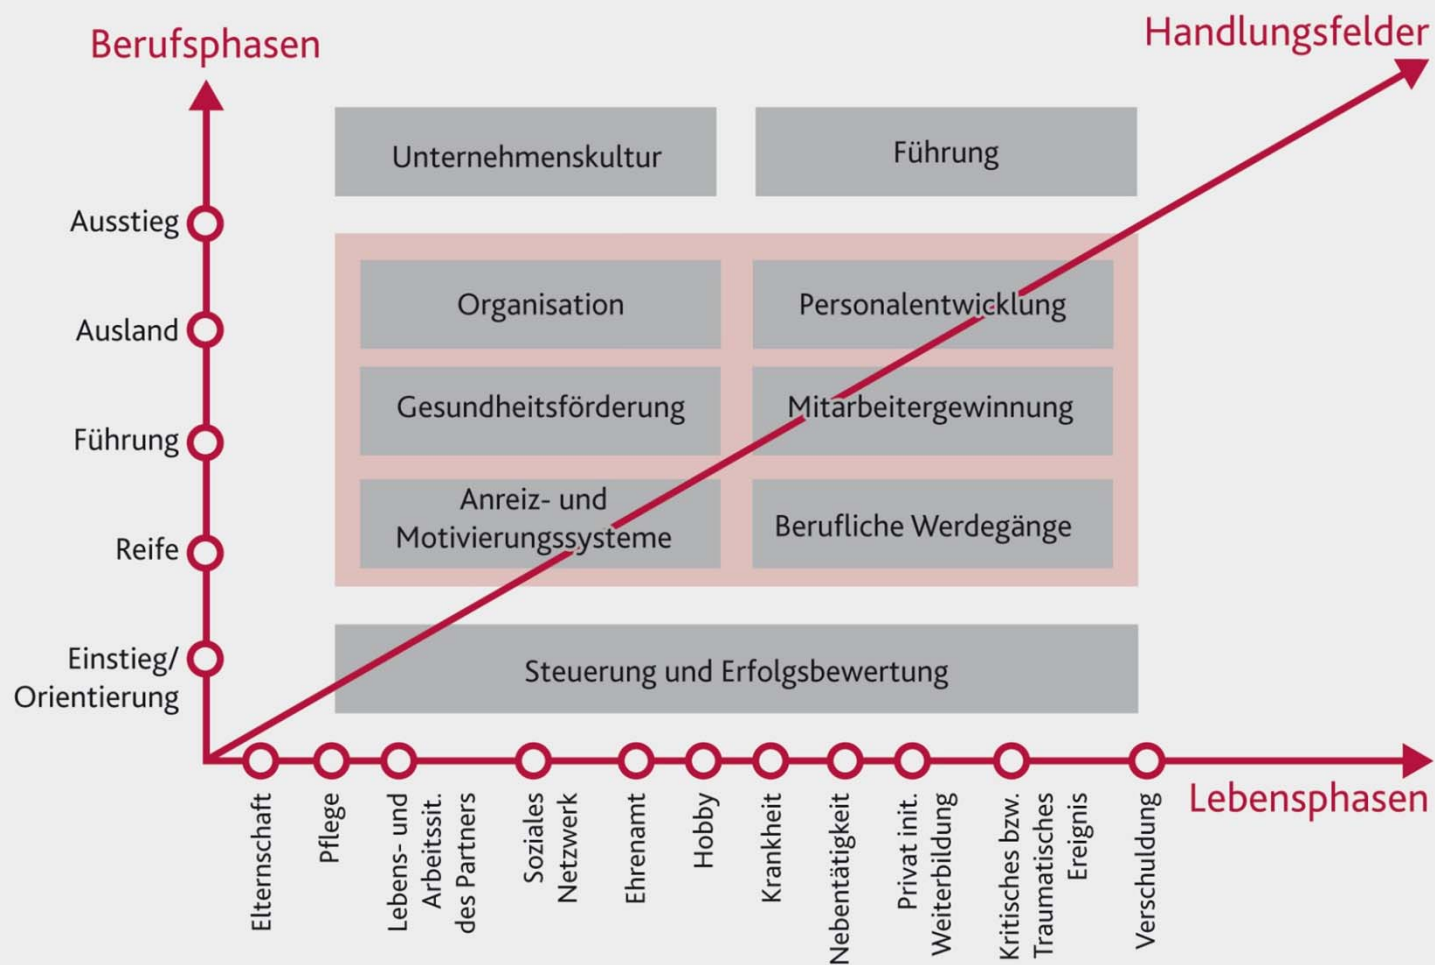 Berufsphasen
Handlungsfelder
Unternehmenskultur
Führung
Ausstieg
Organisation
Personalentwicklung
Ausland
Gesundheitsförderung
Mitarbeitergewinnung
Führung
Anreiz- und
Motivierungssysteme
Berufliche Werdegänge
Reife
Einstieg/
Orientierung
Steuerung und Erfolgsbewertung
Lebensphasen
Elternschaft
Pflege
Lebens- und
Arbeitssit.
des Partners
Soziales
Netzwerk
Ehrenamt
Hobby
Krankheit
Nebentätigkeit
Privat init.
Weiterbildung
Kritisches bzw.
Traumatisches
Ereignis
Verschuldung